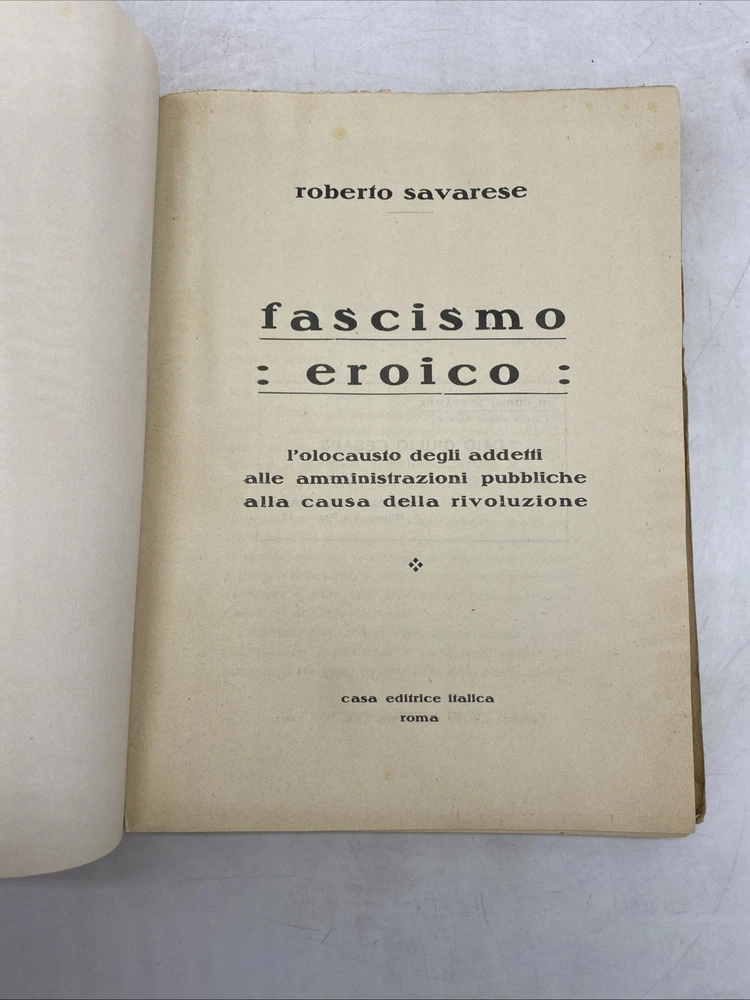 roberto savarese
fascismo
: eroico :
l'olocausto degli addetti
alle amministrazioni pubbliche
alla causa della rivoluzione
casa editrice italica
roma